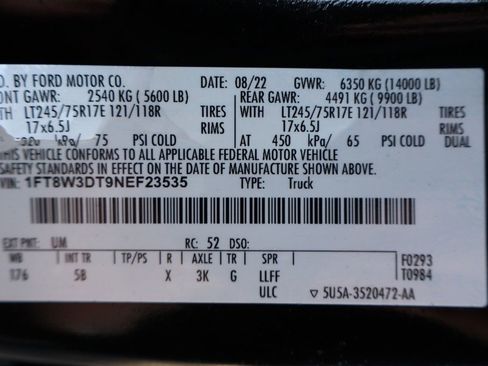 D. BY FORD MOTOR CO. DATE: 08/22 GVWR: 6350 KG (14000 LB)
ONT GAWR: 2540 KG (5600 LB) REAR GAWR: 4491 KG (9900 LB)
WITH LT245/75R17E 121/118R TIRES WITH LT245/75R17E 121/118R TIRES
17x6.5J RIMS 17x6.5J RIMS
kPa/ 75 PSI COLD AT 450 kPa/ 65 PSI COLD DUAL
THIS VEHICLE CONFORMS TO ALL APPLICABLE FEDERAL MOTOR VEHICLE
SAFETY STANDARDS IN EFFECT ON THE DATE OF MANUFACTURE SHOWN ABOVE.
VIN: 1FT8W3DT9NEF23535 TYPE: Truck
EXT PNT: UM RC: 52 DSO:
WB INT TR TP/PS R AXLE TR SPR F0293
176 5B X 3K G LLFF T0984
ULC ▽ 5U5A-3520472-AA